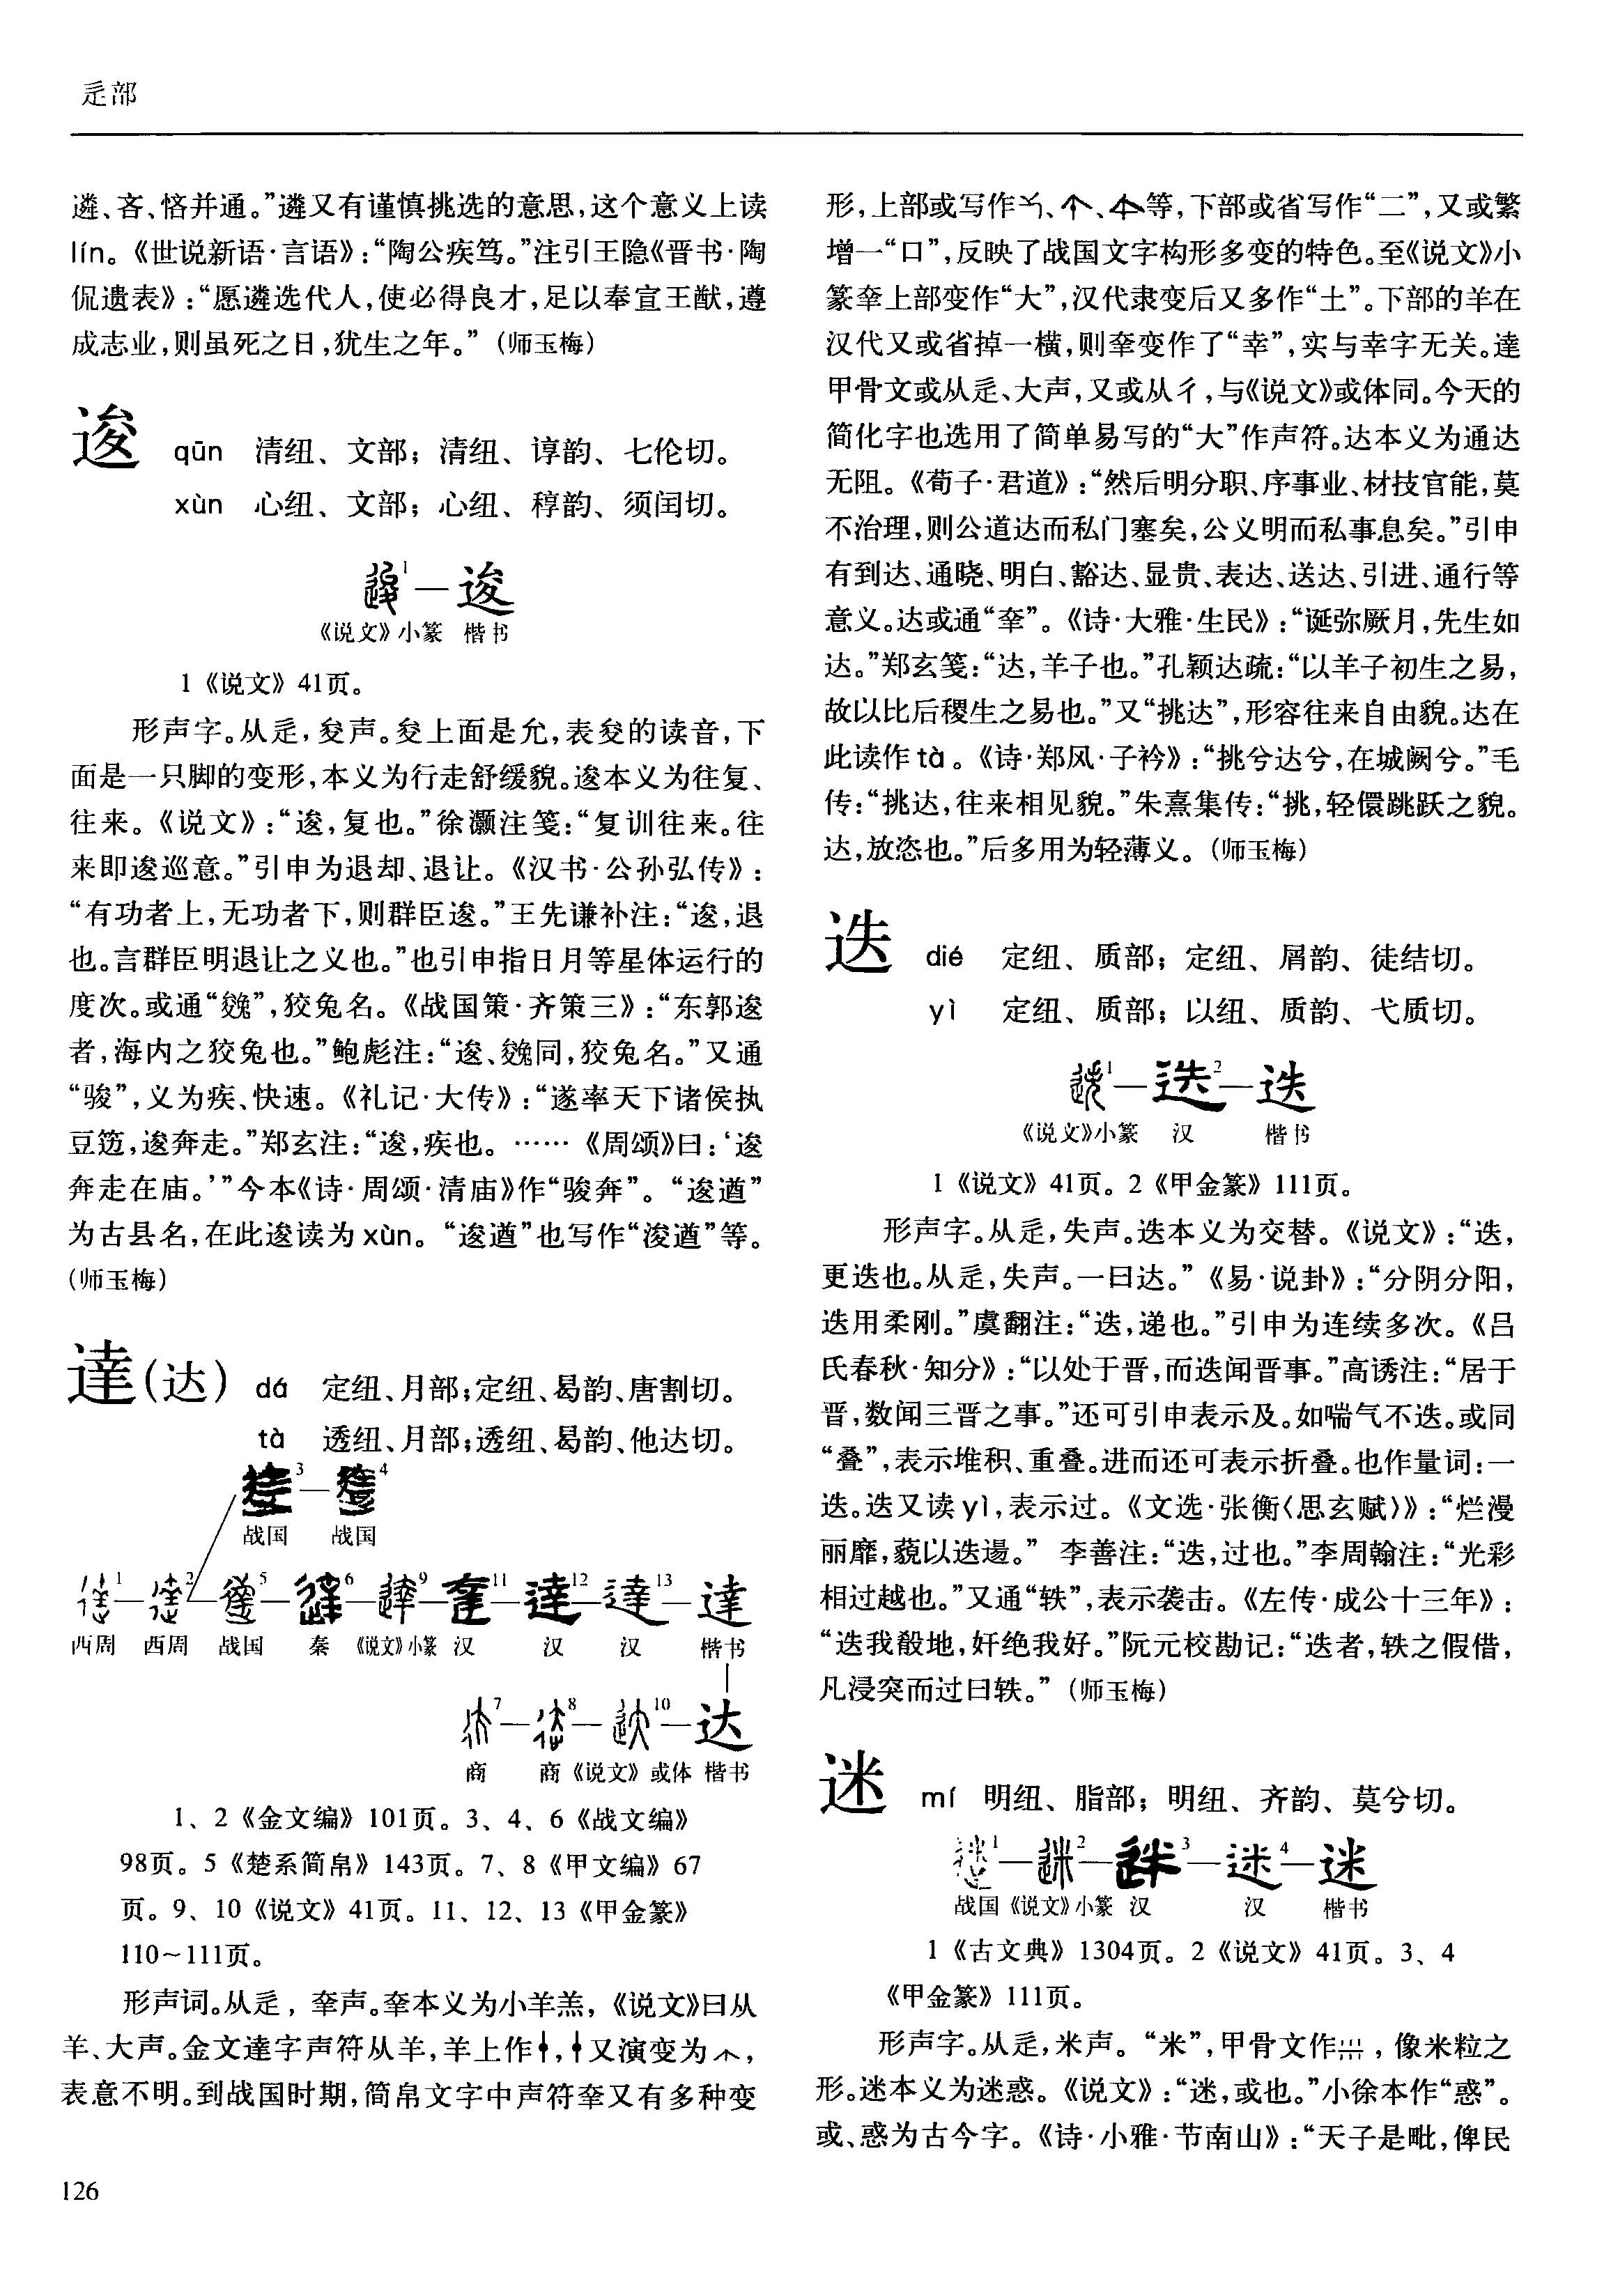 辵部
遴、吝、悋并通。”遴又有谨慎挑选的意思，这个意义上读
lín。《世说新语·言语》：“陶公疾笃。”注引王隐《晋书·陶
侃遗表》：“愿遴选代人，使必得良才，足以奉宣王猷，遵
成志业，则虽死之日，犹生之年。”（师玉梅）
逡 qūn 清纽、文部；清纽、谆韵、七伦切。
xùn 心纽、文部；心纽、稕韵、须闰切。
1—逡
《说文》小篆 楷书
1《说文》41页。
形声字。从辵，夋声。夋上面是允，表夋的读音，下
面是一只脚的变形，本义为行走舒缓貌。逡本义为往复、
往来。《说文》：“逡，复也。”徐灏注笺：“复训往来。往
来即逡巡意。”引申为退却、退让。《汉书·公孙弘传》：
“有功者上，无功者下，则群臣逡。”王先谦补注：“逡，退
也。言群臣明退让之义也。”也引申指日月等星体运行的
度次。或通“㕙”，狡兔名。《战国策·齐策三》：“东郭逡
者，海内之狡兔也。”鲍彪注：“逡、㕙同，狡兔名。”又通
“骏”，义为疾、快速。《礼记·大传》：“遂率天下诸侯执
豆笾，逡奔走。”郑玄注：“逡，疾也。……《周颂》曰：‘逡
奔走在庙。’”今本《诗·周颂·清庙》作“骏奔”。“逡遒”
为古县名，在此逡读为 xùn。“逡遒”也写作“浚遒”等。
（师玉梅）
達（达） dá 定纽、月部；定纽、曷韵、唐割切。
tà 透纽、月部；透纽、曷韵、他达切。
3—4
战国 战国
1—2—5—6—9—11—12—13—達
西周 西周 战国 秦 《说文》小篆 汉 汉 汉 楷书
7—8—10—达
商 商 《说文》或体 楷书
1、2《金文编》101页。3、4、6《战文编》
98页。5《楚系简帛》143页。7、8《甲文编》67
页。9、10《说文》41页。11、12、13《甲金篆》
110~111页。
形声词。从辵，羍声。羍本义为小羊羔，《说文》曰从
羊、大声。金文達字声符从羊，羊上作，又演变为，
表意不明。到战国时期，简帛文字中声符羍又有多种变
形，上部或写作、、等，下部或省写作“二”，又或繁
增一“口”，反映了战国文字构形多变的特色。至《说文》小
篆羍上部变作“大”，汉代隶变后又多作“土”。下部的羊在
汉代又或省掉一横，则羍变作了“幸”，实与幸字无关。達
甲骨文或从辵、大声，又或从彳，与《说文》或体同。今天的
简化字也选用了简单易写的“大”作声符。达本义为通达
无阻。《荀子·君道》：“然后明分职、序事业、材技官能，莫
不治理，则公道达而私门塞矣，公义明而私事息矣。”引申
有到达、通晓、明白、豁达、显贵、表达、送达、引进、通行等
意义。达或通“羍”。《诗·大雅·生民》：“诞弥厥月，先生如
达。”郑玄笺：“达，羊子也。”孔颖达疏：“以羊子初生之易，
故以比后稷生之易也。”又“挑达”，形容往来自由貌。达在
此读作 tà。《诗·郑风·子衿》：“挑兮达兮，在城阙兮。”毛
传：“挑达，往来相见貌。”朱熹集传：“挑，轻儇跳跃之貌。
达，放恣也。”后多用为轻薄义。（师玉梅）
迭 dié 定纽、质部；定纽、屑韵、徒结切。
yì 定纽、质部；以纽、质韵、弋质切。
1—2—迭
《说文》小篆 汉 楷书
1《说文》41页。2《甲金篆》111页。
形声字。从辵，失声。迭本义为交替。《说文》：“迭，
更迭也。从辵，失声。一曰达。”《易·说卦》：“分阴分阳，
迭用柔刚。”虞翻注：“迭，递也。”引申为连续多次。《吕
氏春秋·知分》：“以处于晋，而迭闻晋事。”高诱注：“居于
晋，数闻三晋之事。”还可引申表示及。如喘气不迭。或同
“叠”，表示堆积、重叠。进而还可表示折叠。也作量词：一
迭。迭又读 yì，表示过。《文选·张衡〈思玄赋〉》：“烂漫
丽靡，藐以迭逿。”李善注：“迭，过也。”李周翰注：“光彩
相过越也。”又通“轶”，表示袭击。《左传·成公十三年》：
“迭我殽地，奸绝我好。”阮元校勘记：“迭者，轶之假借，
凡浸突而过曰轶。”（师玉梅）
迷 mí 明纽、脂部；明纽、齐韵、莫兮切。
1—2—3—4—迷
战国 《说文》小篆 汉 汉 楷书
1《古文典》1304页。2《说文》41页。3、4
《甲金篆》111页。
形声字。从辵，米声。“米”，甲骨文作，像米粒之
形。迷本义为迷惑。《说文》：“迷，或也。”小徐本作“惑”。
或、惑为古今字。《诗·小雅·节南山》：“天子是毗，俾民
126